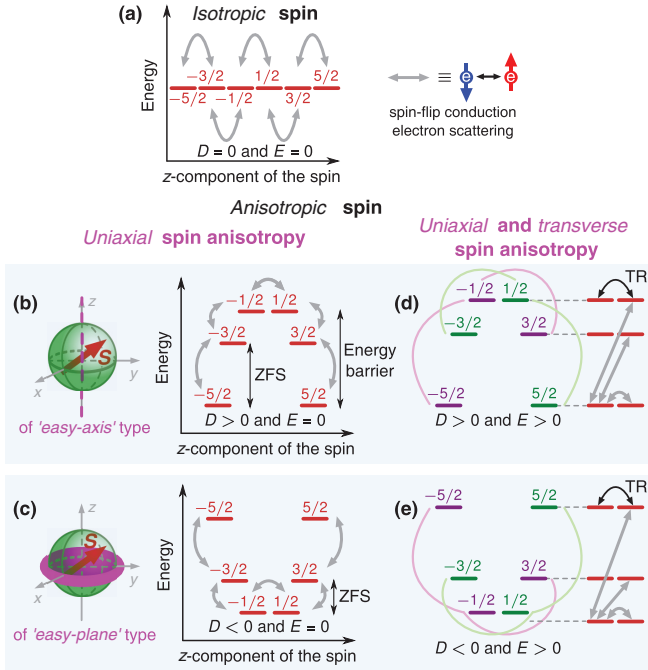 (a) Isotropic spin
Energy
−5/2 −3/2 −1/2 1/2 3/2 5/2
D = 0 and E = 0
z-component of the spin
≡ e e
spin-flip conduction
electron scattering
Anisotropic spin
Uniaxial spin anisotropy
Uniaxial and transverse
spin anisotropy
(b)
z
S
x
y
of 'easy-axis' type
Energy
−1/2 1/2
−3/2 3/2
−5/2 5/2
ZFS
Energy
barrier
D > 0 and E = 0
z-component of the spin
(d)
−1/2 1/2
−3/2 3/2
−5/2 5/2
TR
D > 0 and E > 0
(c)
z
S
x
y
of 'easy-plane' type
Energy
−5/2 5/2
−3/2 3/2
−1/2 1/2
ZFS
D < 0 and E = 0
z-component of the spin
(e)
−5/2 5/2
−3/2 3/2
−1/2 1/2
TR
D < 0 and E > 0